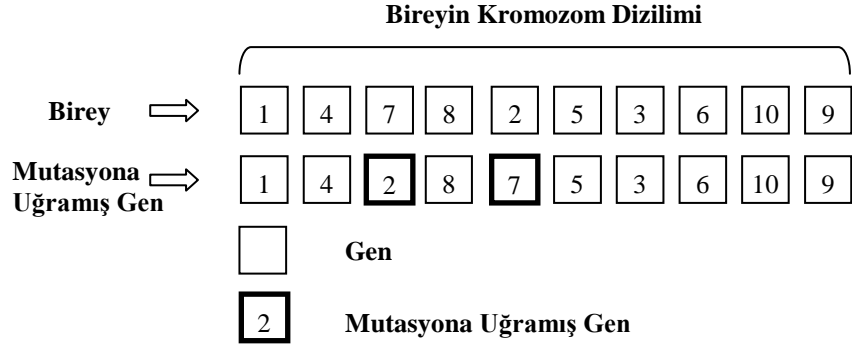 Bireyin Kromozom Dizilimi
Birey 1 4 7 8 2 5 3 6 10 9
Mutasyona
Uğramış Gen 1 4 2 8 7 5 3 6 10 9
Gen
2 Mutasyona Uğramış Gen